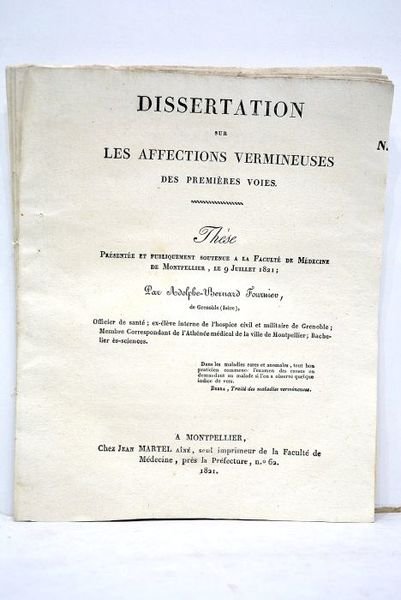 DISSERTATION
SUR
LES AFFECTIONS VERMINEUSES
DES PREMIÈRES VOIES.
N.
Thése
PRÉSENTÉE ET PUBLIQUEMENT SOUTENUE A LA FACULTÉ DE MÉDECINE
DE MONTPELLIER, LE 9 JUILLET 1821;
Par Adolphe-Bernard Fournier,
de Grenoble (Isère),
Officier de santé; ex-élève interne de l'hospice civil et militaire de Grenoble;
Membre Correspondant de l'Athénée médical de la ville de Montpellier; Bache-
lier ès-sciences.
Dans les maladies rares et anomales, tout bon
praticien commence l'examen des causes en
demandant au malade si l'on a observé quelque
indice de vers.
BRERA, Traité des maladies vermineuses.
A MONTPELLIER,
Chez JEAN MARTEL AÎNÉ, seul imprimeur de la Faculté de
Médecine, près la Préfecture, n.º 62.
1821.